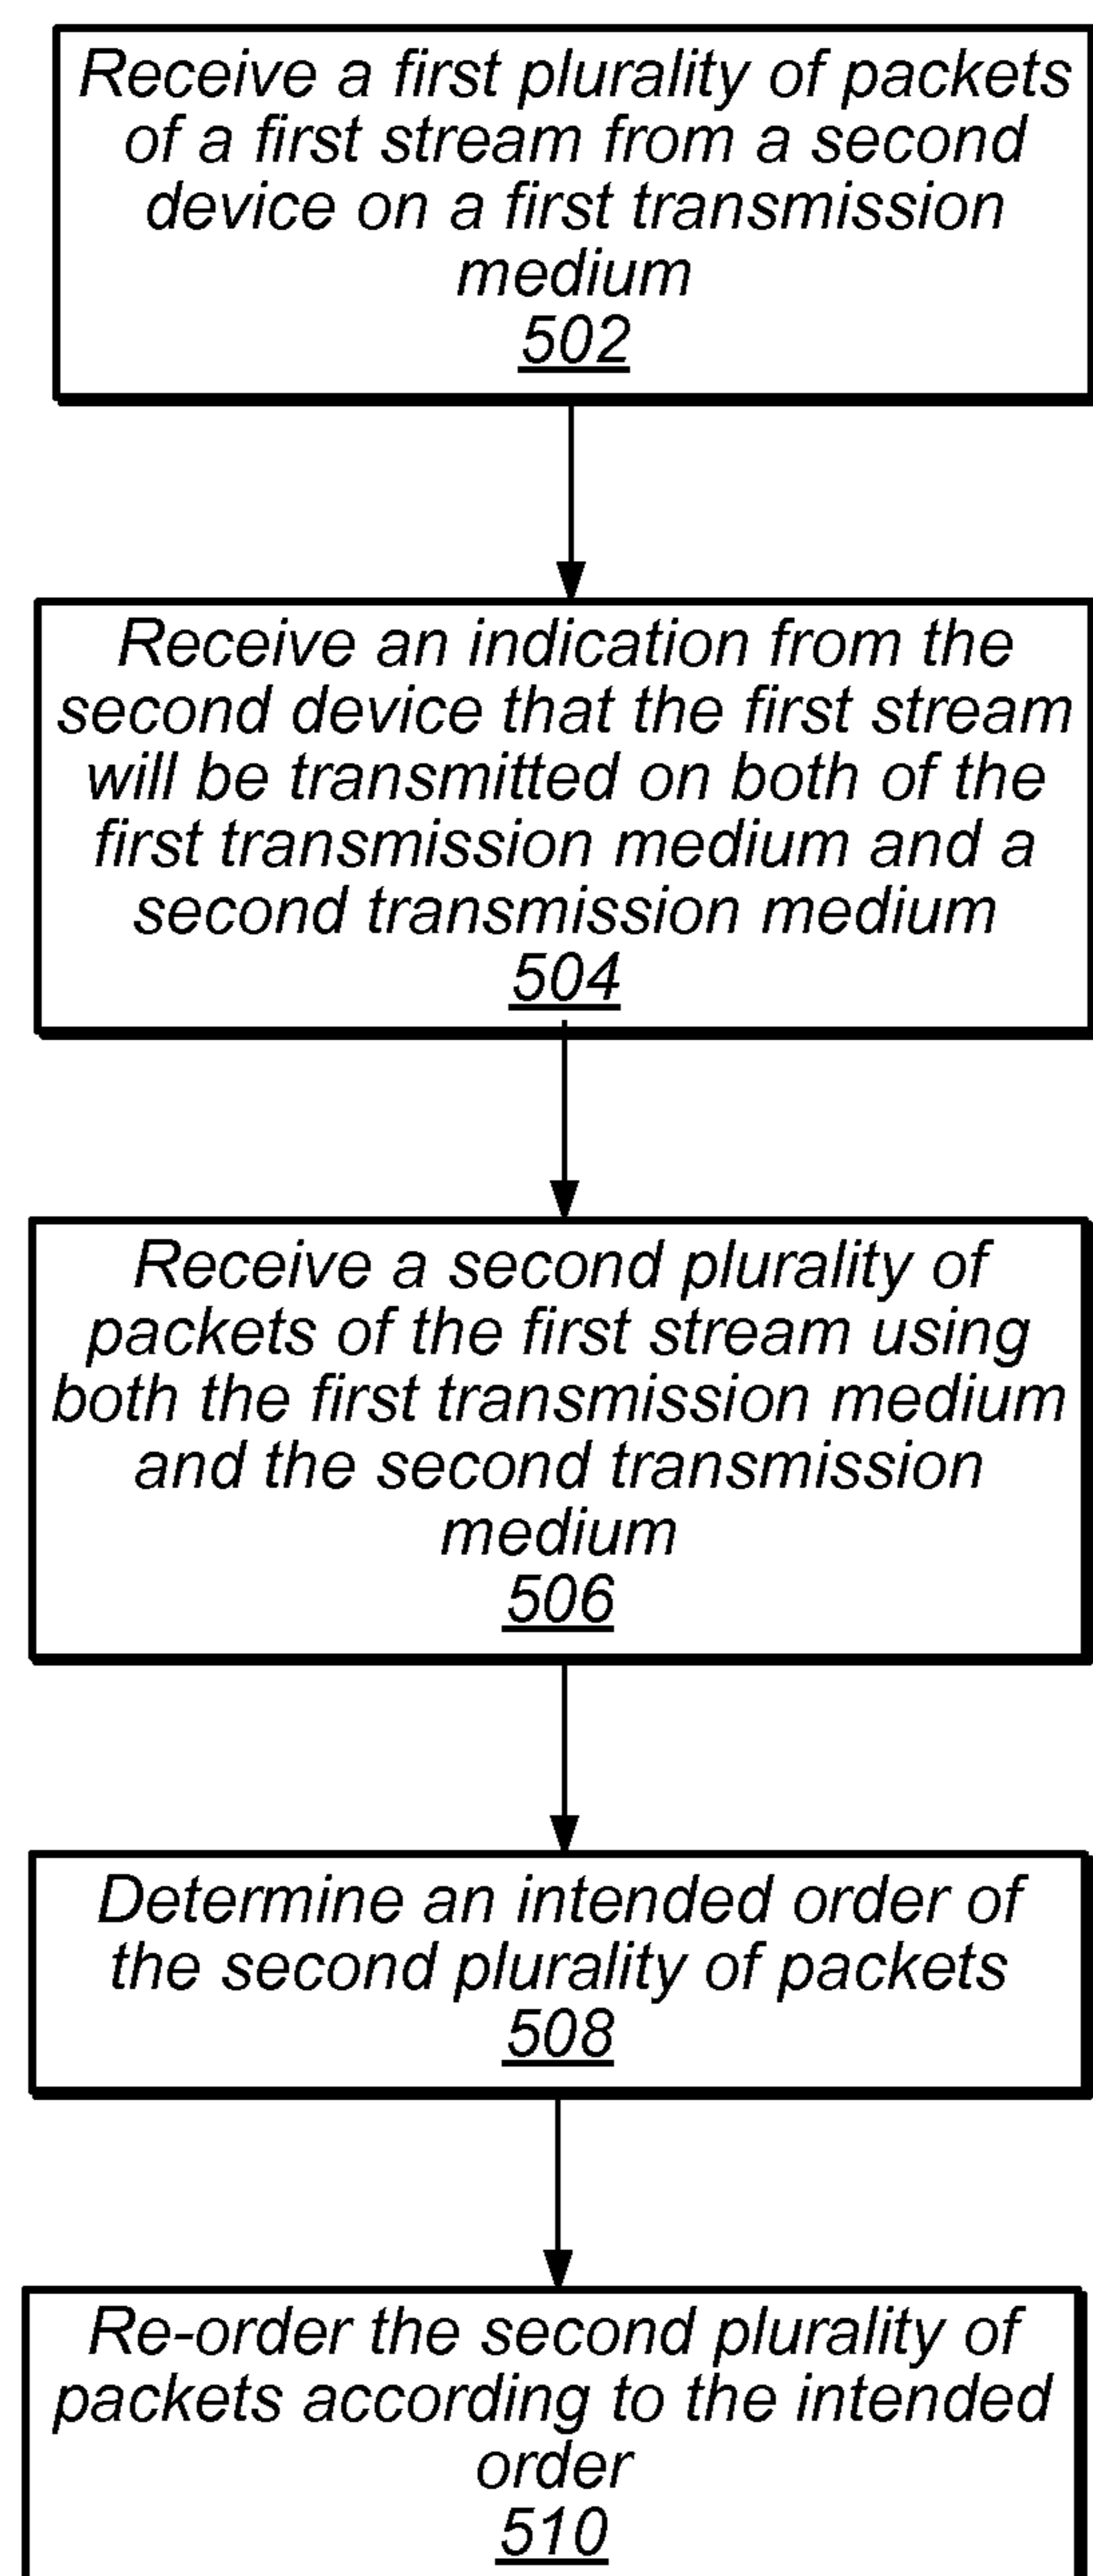 Receive a first plurality of packets
of a first stream from a second
device on a first transmission
medium
502
Receive an indication from the
second device that the first stream
will be transmitted on both of the
first transmission medium and a
second transmission medium
504
Receive a second plurality of
packets of the first stream using
both the first transmission medium
and the second transmission
medium
506
Determine an intended order of
the second plurality of packets
508
Re-order the second plurality of
packets according to the intended
order
510